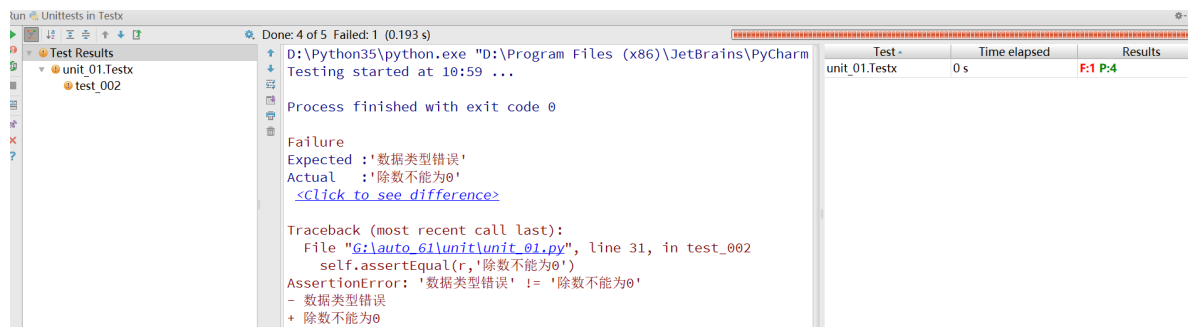 Run Unittests in Testx
Done: 4 of 5 Failed: 1 (0.193 s)
Test Results
unit_01.Testx
test_002
D:\Python35\python.exe "D:\Program Files (x86)\JetBrains\PyCharm
Testing started at 10:59 ...
Process finished with exit code 0
Failure
Expected :'数据类型错误'
Actual   :'除数不能为0'
<Click to see difference>
Traceback (most recent call last):
  File "G:\auto_61\unit\unit_01.py", line 31, in test_002
    self.assertEqual(r,'除数不能为0')
AssertionError: '数据类型错误' != '除数不能为0'
- 数据类型错误
+ 除数不能为0
Test Time elapsed Results
unit_01.Testx 0 s F:1 P:4